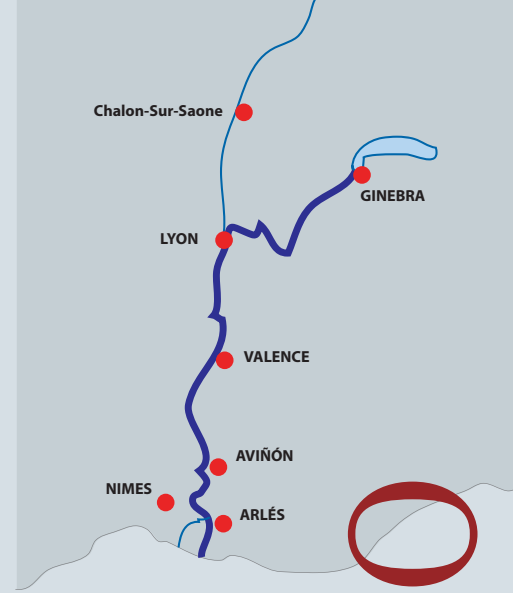 Chalon-Sur-Saone
GINEBRA
LYON
VALENCE
AVIÑÓN
NIMES
ARLÉS